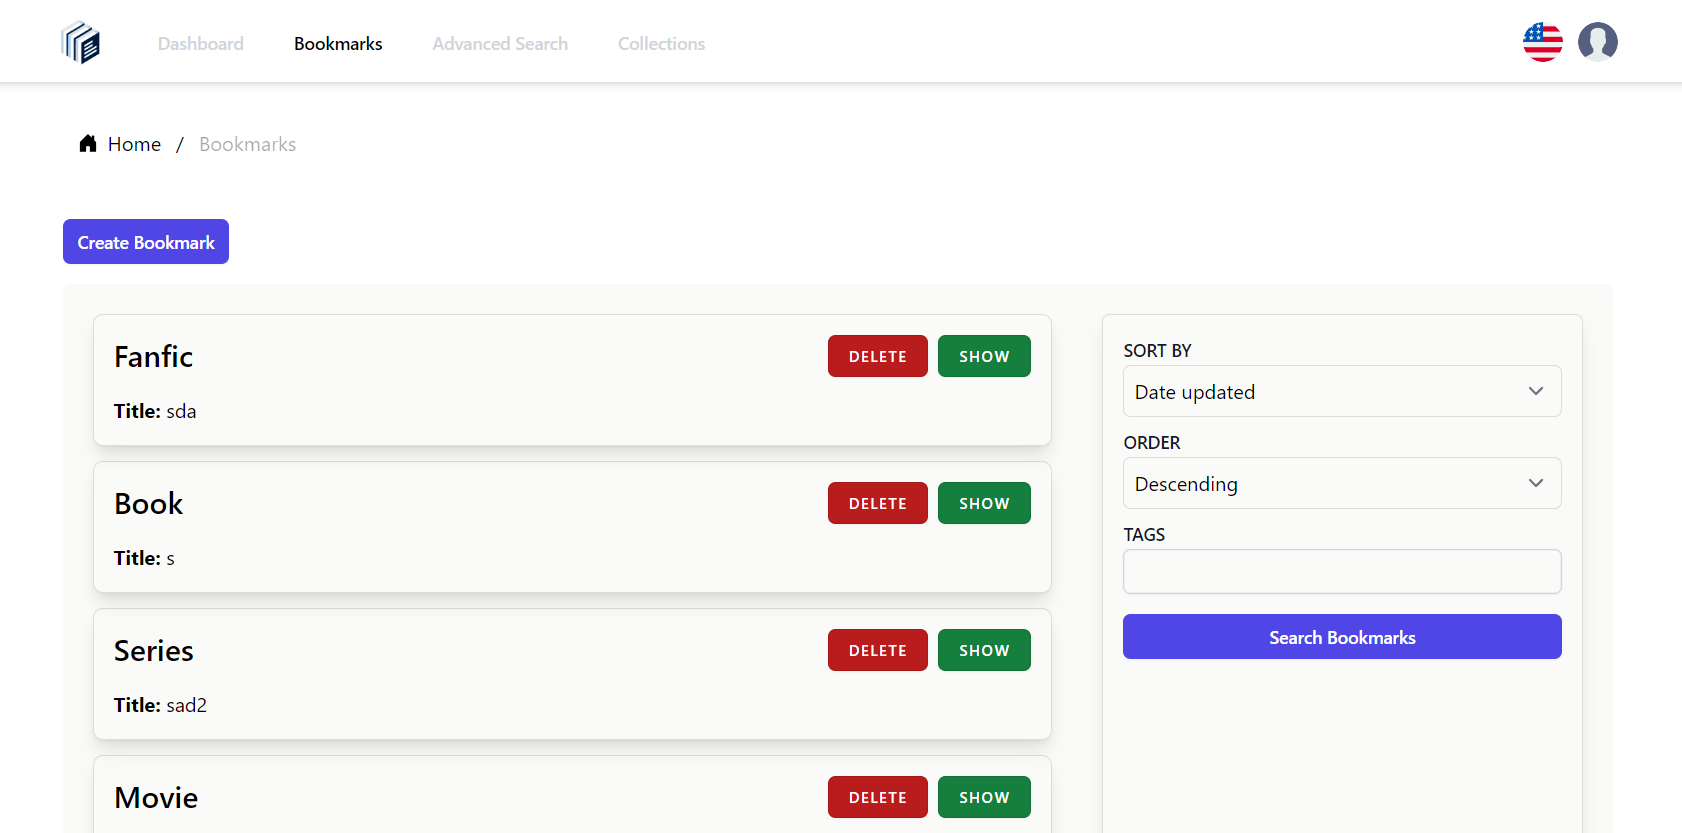 Dashboard
Bookmarks
Advanced Search
Collections
Home / Bookmarks
Create Bookmark
Fanfic
DELETE
SHOW
Title: sda
Book
DELETE
SHOW
Title: s
Series
DELETE
SHOW
Title: sad2
Movie
DELETE
SHOW
SORT BY
Date updated
ORDER
Descending
TAGS
Search Bookmarks